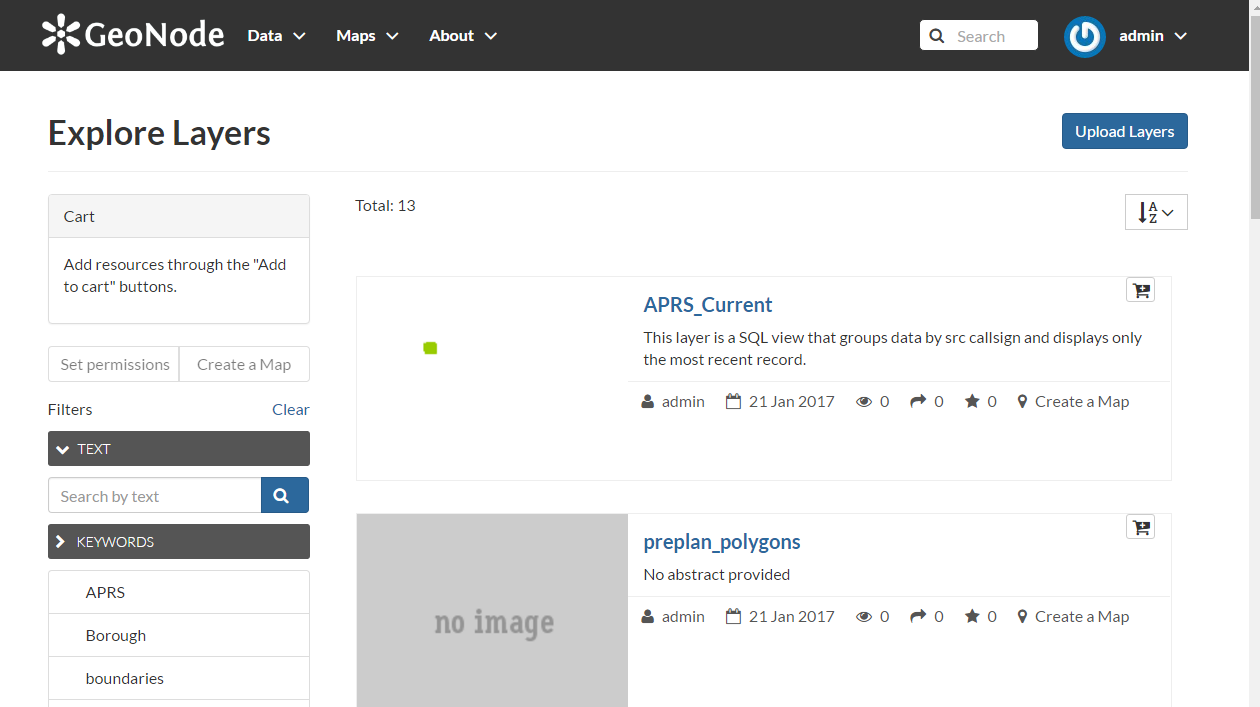 GeoNode Data Maps About Search admin
Explore Layers
Upload Layers
Cart
Add resources through the "Add
to cart" buttons.
Set permissions Create a Map
Filters Clear
TEXT
Search by text
KEYWORDS
APRS
Borough
boundaries
Total: 13
A
Z
APRS_Current
This layer is a SQL view that groups data by src callsign and displays only
the most recent record.
admin 21 Jan 2017 0 0 0 Create a Map
no image
preplan_polygons
No abstract provided
admin 21 Jan 2017 0 0 0 Create a Map